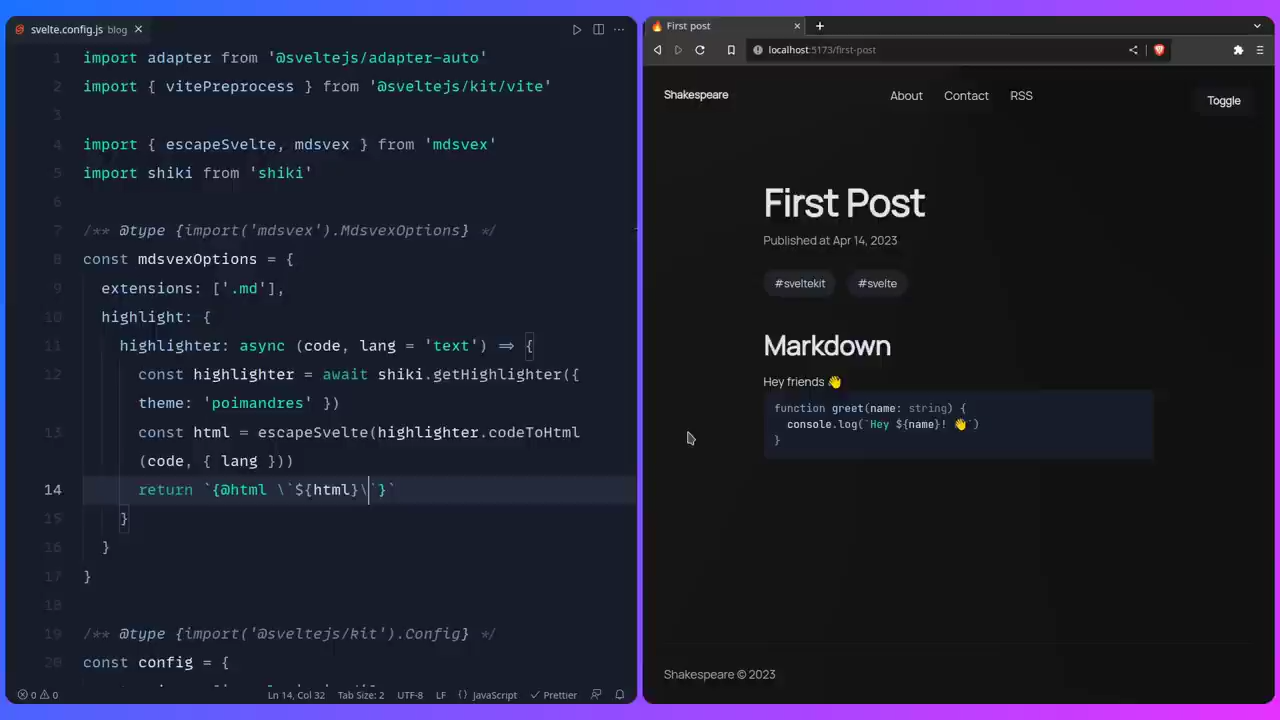 svelte.config.js blog
1 import adapter from '@sveltejs/adapter-auto'
2 import { vitePreprocess } from '@sveltejs/kit/vite'
3
4 import { escapeSvelte, mdsvex } from 'mdsvex'
5 import shiki from 'shiki'
6
7 /** @type {import('mdsvex').MdsvexOptions} */
8 const mdsvexOptions = {
9 extensions: ['.md'],
10 highlight: {
11 highlighter: async (code, lang = 'text') => {
12 const highlighter = await shiki.getHighlighter({
theme: 'poimandres' })
13 const html = escapeSvelte(highlighter.codeToHtml
(code, { lang }))
14 return `{@html \`${html}\`}`
15 }
16 }
17 }
18
19 /** @type {import('@sveltejs/kit').Config} */
20 const config = {
0 0 Ln 14, Col 32 Tab Size: 2 UTF-8 LF {} JavaScript Prettier
First post
localhost:5173/first-post
Shakespeare About Contact RSS Toggle
First Post
Published at Apr 14, 2023
#sveltekit #svelte
Markdown
Hey friends 👋
function greet(name: string) {
console.log(`Hey ${name}! 👋`)
}
Shakespeare © 2023